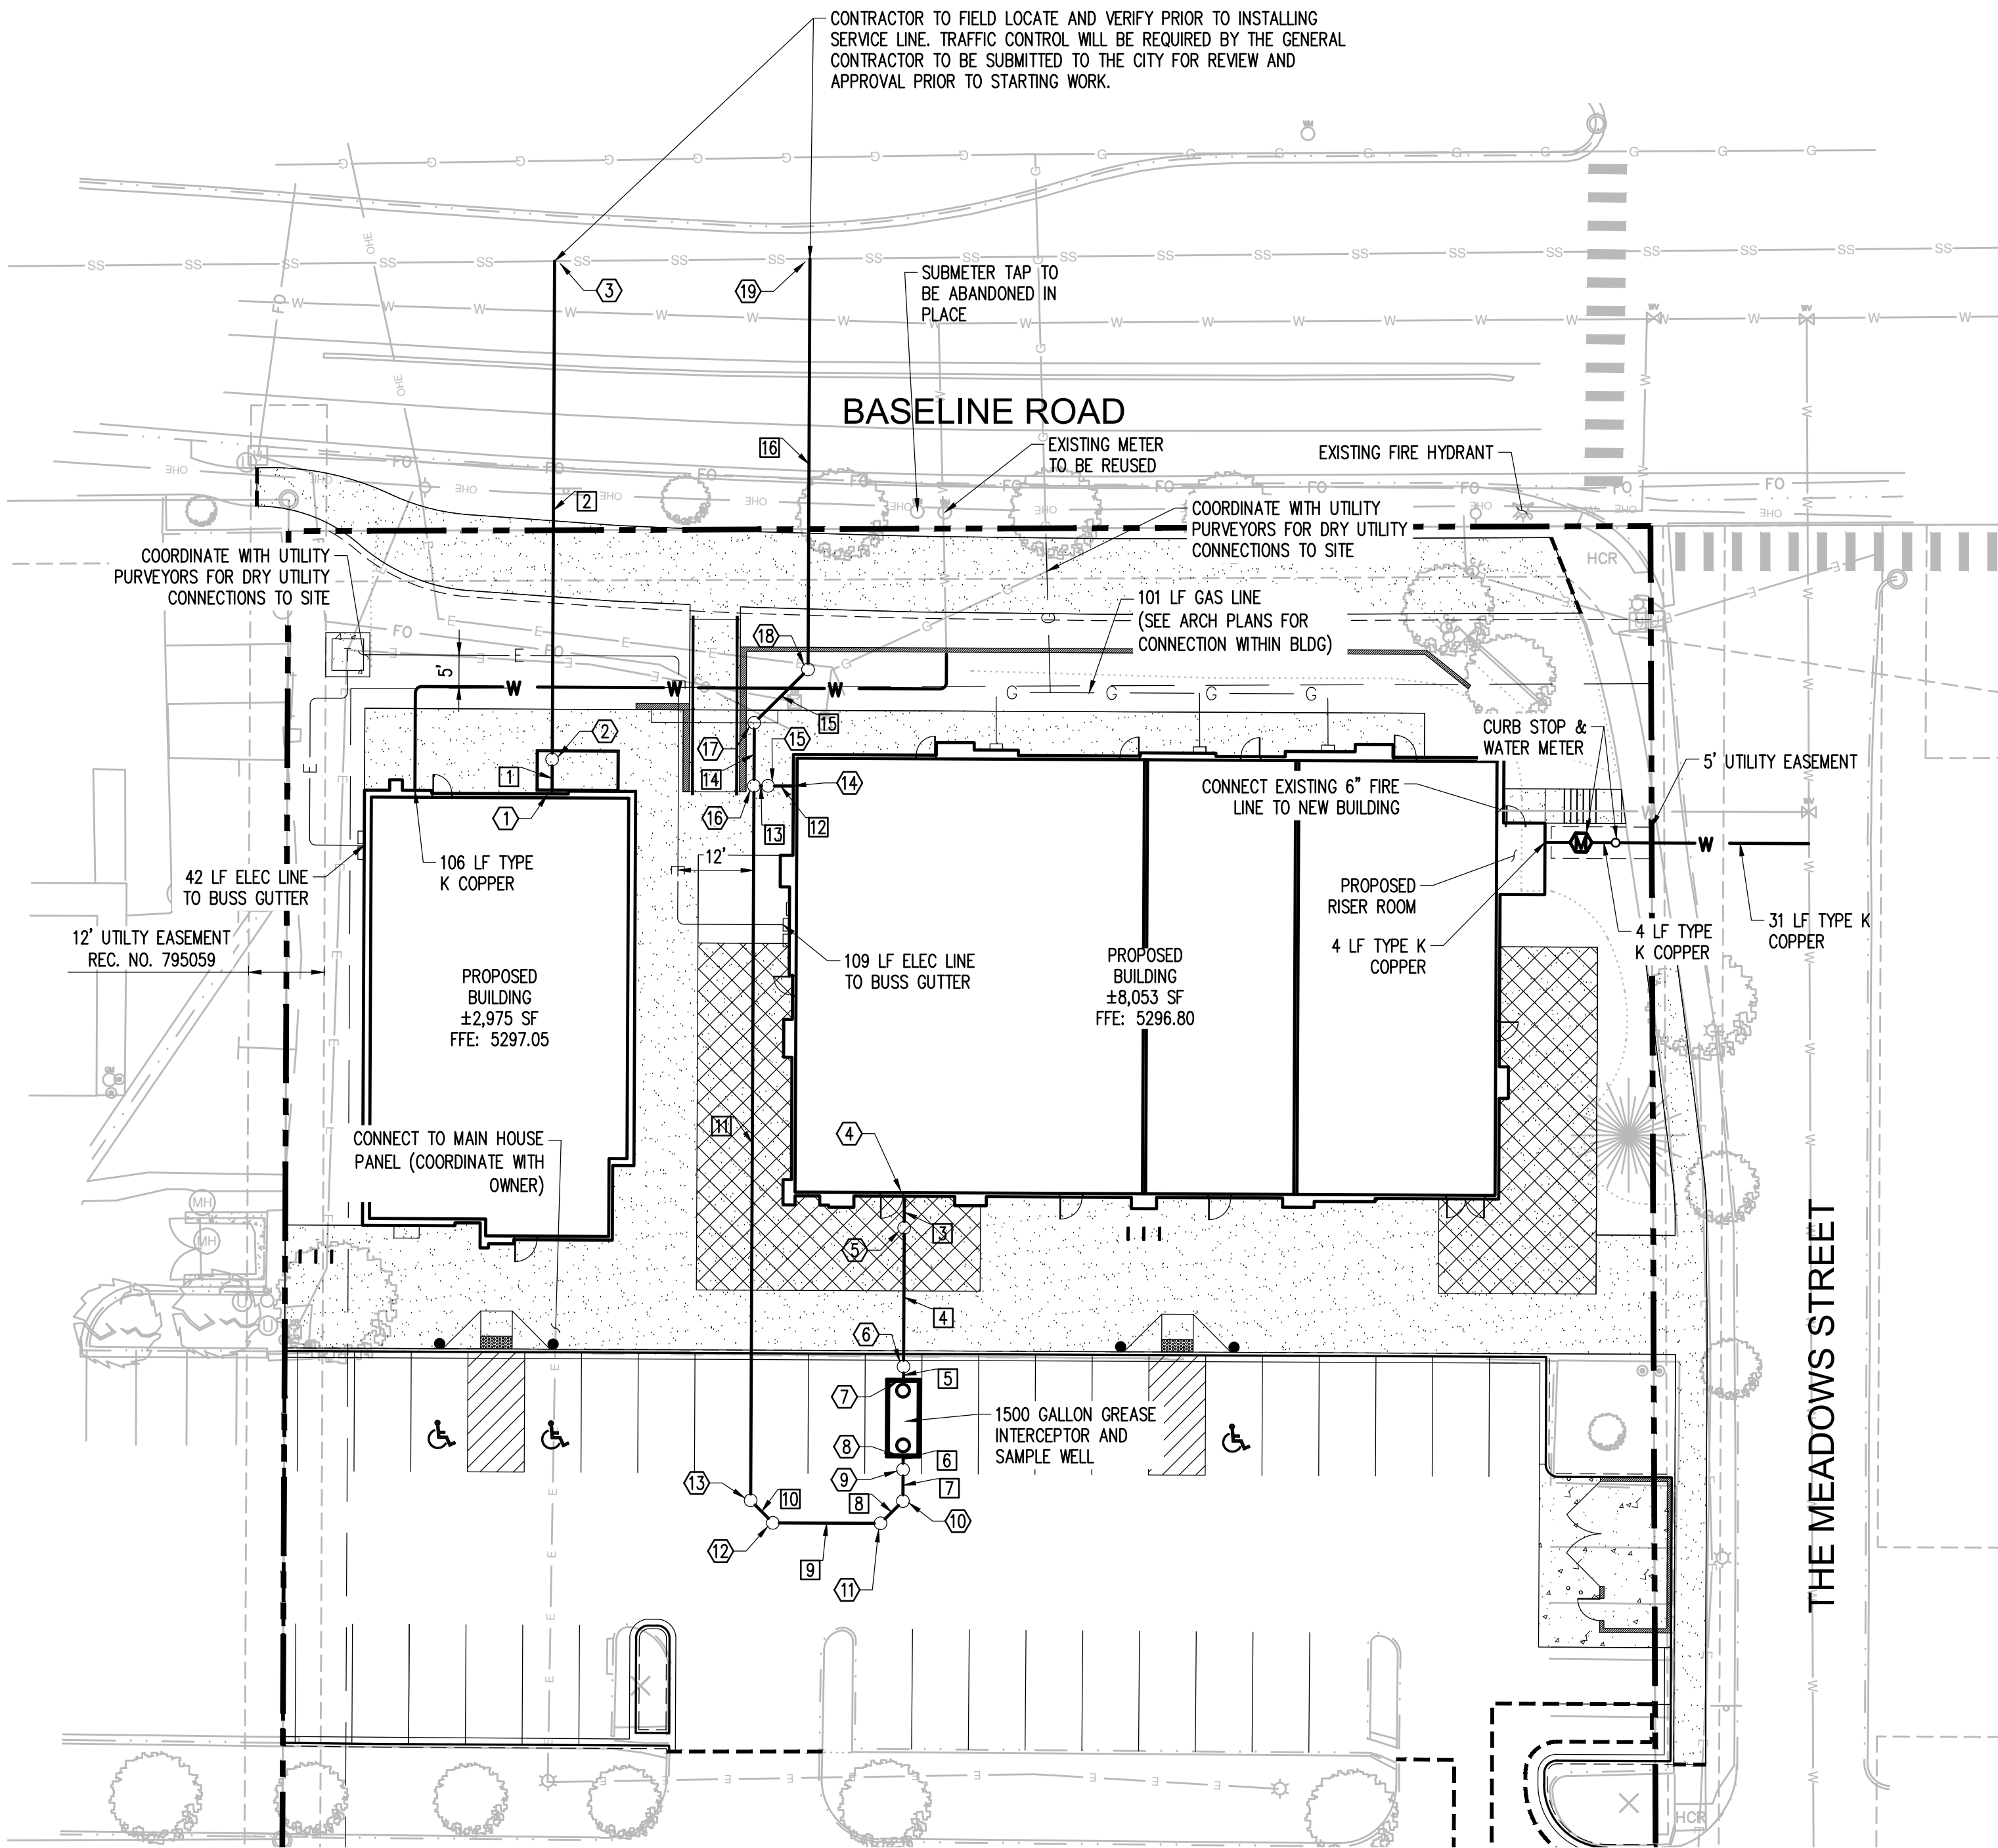 CONTRACTOR TO FIELD LOCATE AND VERIFY PRIOR TO INSTALLING
SERVICE LINE. TRAFFIC CONTROL WILL BE REQUIRED BY THE GENERAL
CONTRACTOR TO BE SUBMITTED TO THE CITY FOR REVIEW AND
APPROVAL PRIOR TO STARTING WORK.
3
19
SUBMETER TAP TO
BE ABANDONED IN
PLACE
BASELINE ROAD
16
EXISTING METER
TO BE REUSED
EXISTING FIRE HYDRANT
2
COORDINATE WITH UTILITY
PURVEYORS FOR DRY UTILITY
CONNECTIONS TO SITE
COORDINATE WITH UTILITY
PURVEYORS FOR DRY UTILITY
CONNECTIONS TO SITE
HCR
101 LF GAS LINE
(SEE ARCH PLANS FOR
CONNECTION WITHIN BLDG)
18
5'
W W W
15
17
15
2
1
14
14
CURB STOP &
WATER METER
5' UTILITY EASEMENT
CONNECT EXISTING 6" FIRE
LINE TO NEW BUILDING
1
16
13
12
M
W
12'
106 LF TYPE
K COPPER
42 LF ELEC LINE
TO BUSS GUTTER
PROPOSED
RISER ROOM
31 LF TYPE K
COPPER
4 LF TYPE
K COPPER
4 LF TYPE K
COPPER
12' UTILTY EASEMENT
REC. NO. 795059
109 LF ELEC LINE
TO BUSS GUTTER
PROPOSED
BUILDING
±2,975 SF
FFE: 5297.05
PROPOSED
BUILDING
±8,053 SF
FFE: 5296.80
11
4
CONNECT TO MAIN HOUSE
PANEL (COORDINATE WITH
OWNER)
MH
MH
3
5
4
6
THE MEADOWS STREET
5
7
1500 GALLON GREASE
INTERCEPTOR AND
SAMPLE WELL
8
6
9
7
13
10
8
10
12
9
11
HCR